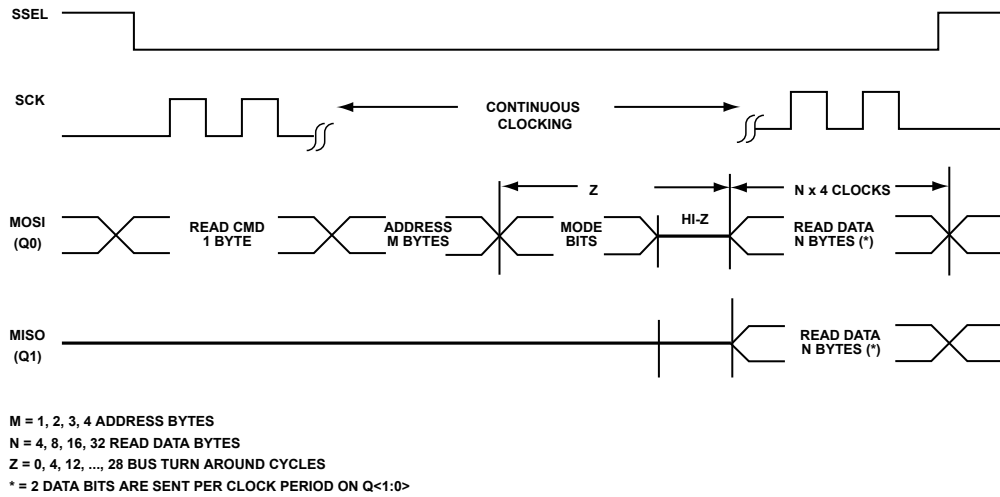 SSEL
SCK
CONTINUOUS
CLOCKING
Z
N x 4 CLOCKS
MOSI
(Q0)
READ CMD
1 BYTE
ADDRESS
M BYTES
MODE
BITS
HI-Z
READ DATA
N BYTES (*)
MISO
(Q1)
READ DATA
N BYTES (*)
M = 1, 2, 3, 4 ADDRESS BYTES
N = 4, 8, 16, 32 READ DATA BYTES
Z = 0, 4, 12, ..., 28 BUS TURN AROUND CYCLES
* = 2 DATA BITS ARE SENT PER CLOCK PERIOD ON Q<1:0>